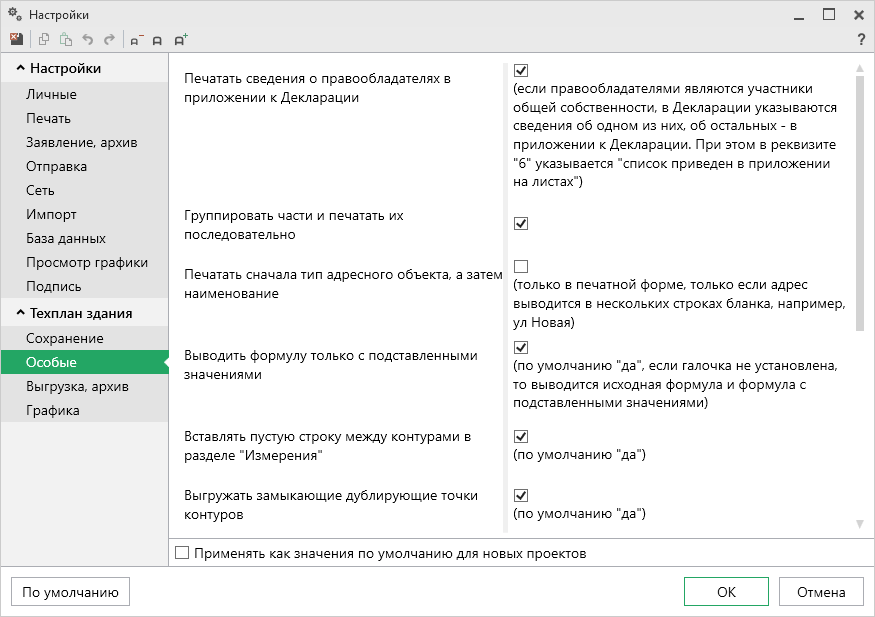 Настройки
?
Настройки
Личные
Печать
Заявление, архив
Отправка
Сеть
Импорт
База данных
Просмотр графики
Подпись
Техплан здания
Сохранение
Особые
Выгрузка, архив
Графика
Печатать сведения о правообладателях в
приложении к Декларации
(если правообладателями являются участники
общей собственности, в Декларации указываются
сведения об одном из них, об остальных - в
приложении к Декларации. При этом в реквизите
"6" указывается "список приведен в приложении
на листах")
Группировать части и печатать их
последовательно
Печатать сначала тип адресного объекта, а затем
наименование
(только в печатной форме, только если адрес
выводится в нескольких строках бланка, например,
ул Новая)
Выводить формулу только с подставленными
значениями
(по умолчанию "да", если галочка не установлена,
то выводится исходная формула и формула с
подставленными значениями)
Вставлять пустую строку между контурами в
разделе "Измерения"
(по умолчанию "да")
Выгружать замыкающие дублирующие точки
контуров
(по умолчанию "да")
Применять как значения по умолчанию для новых проектов
По умолчанию
ОК
Отмена